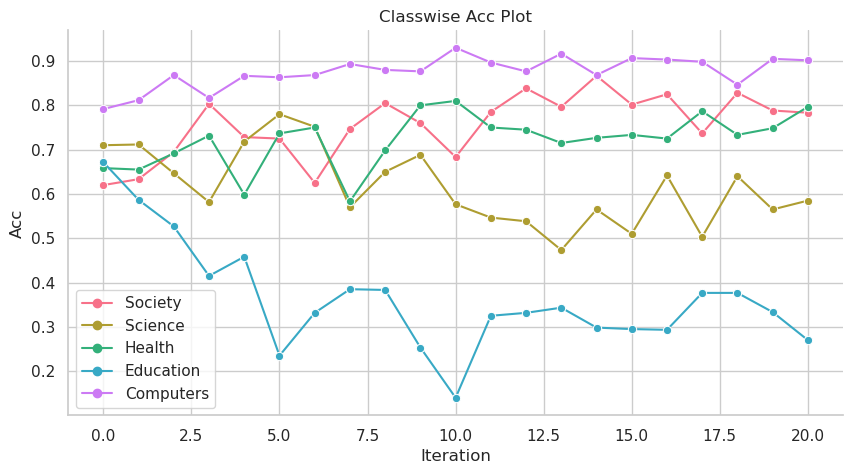 Classwise Acc Plot
Acc
0.9
0.8
0.7
0.6
0.5
0.4
0.3
0.2
Society
Science
Health
Education
Computers
0.0 2.5 5.0 7.5 10.0 12.5 15.0 17.5 20.0
Iteration